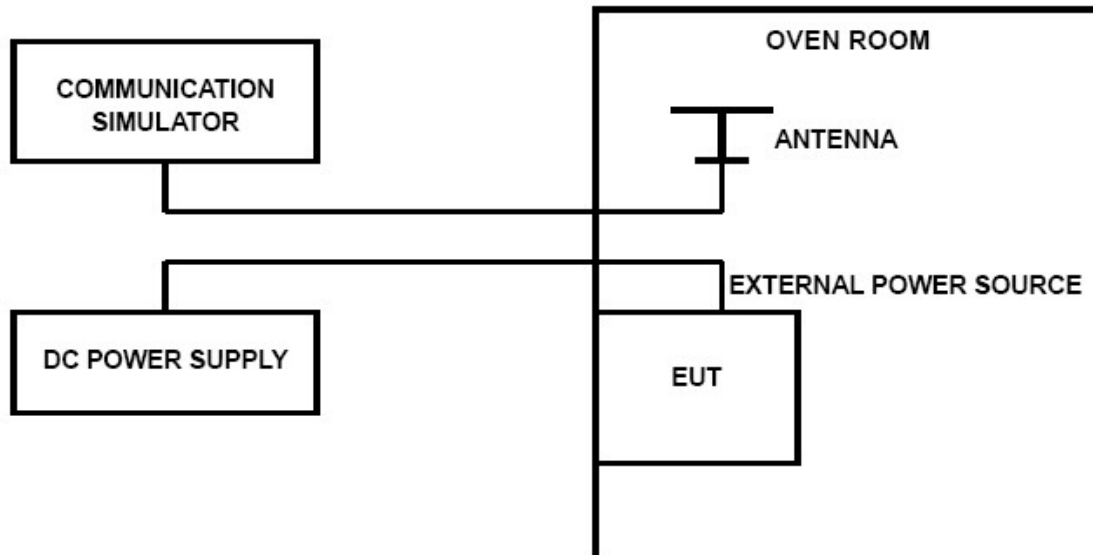 OVEN ROOM
COMMUNICATION
SIMULATOR
ANTENNA
EXTERNAL POWER SOURCE
DC POWER SUPPLY
EUT